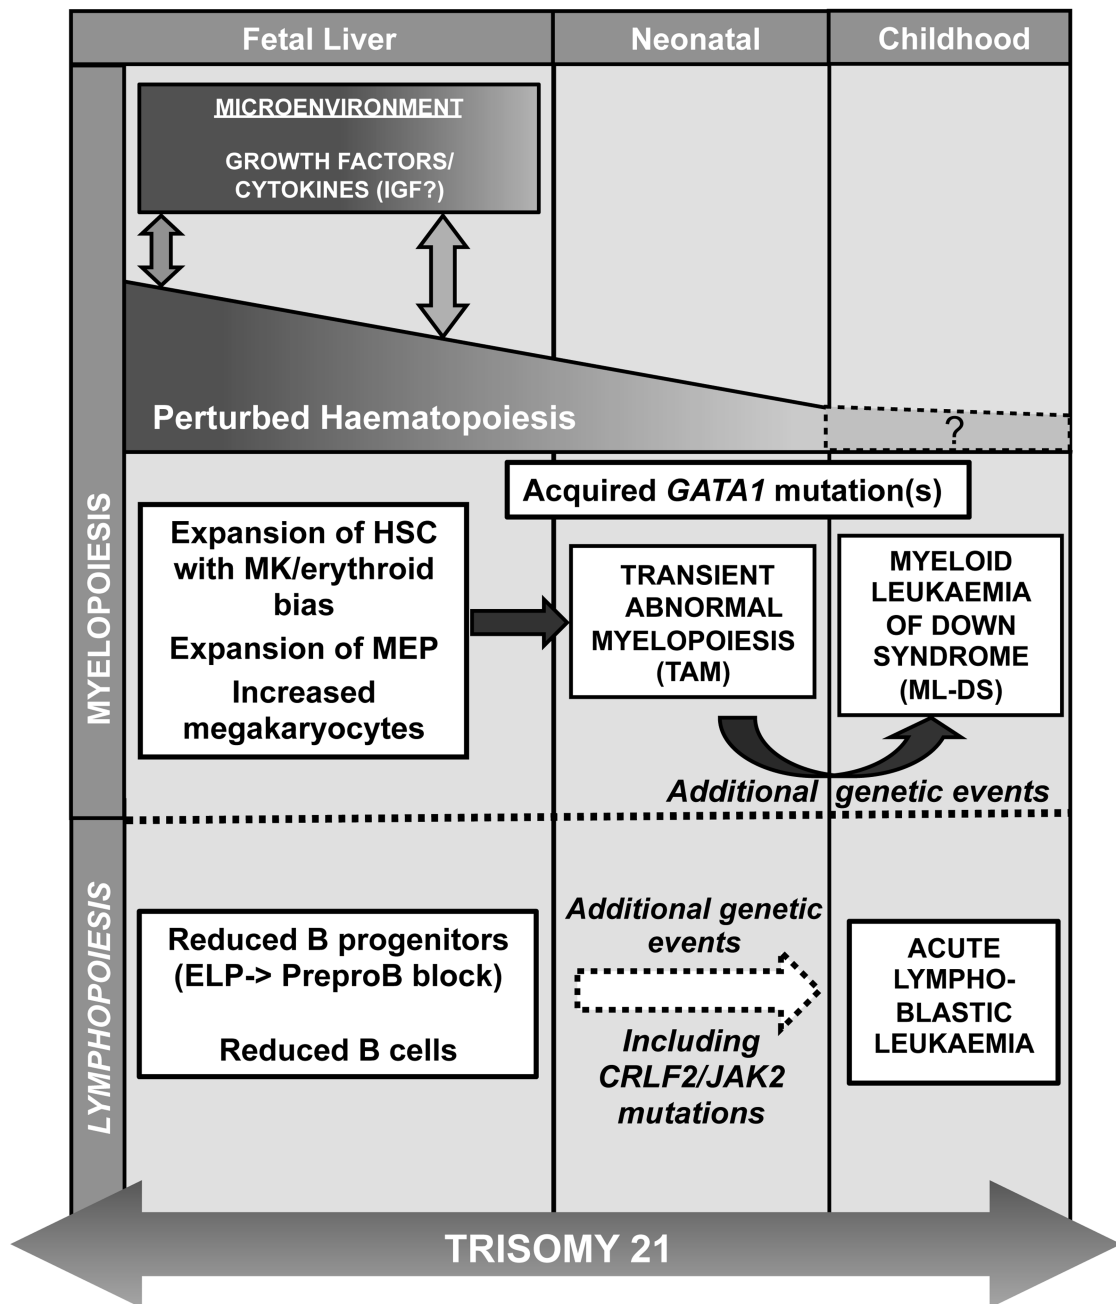 Fetal Liver
Neonatal
Childhood
MICROENVIRONMENT
GROWTH FACTORS/
CYTOKINES (IGF?)
Perturbed Haematopoiesis
?
MYELOPOIESIS
Acquired GATA1 mutation(s)
Expansion of HSC
with MK/erythroid
bias
Expansion of MEP
Increased
megakaryocytes
TRANSIENT
ABNORMAL
MYELOPOIESIS
(TAM)
MYELOID
LEUKAEMIA
OF DOWN
SYNDROME
(ML-DS)
Additional genetic events
LYMPHOPOIESIS
Reduced B progenitors
(ELP-> PreproB block)
Reduced B cells
Additional genetic
events
Including
CRLF2/JAK2
mutations
ACUTE
LYMPHO-
BLASTIC
LEUKAEMIA
TRISOMY 21